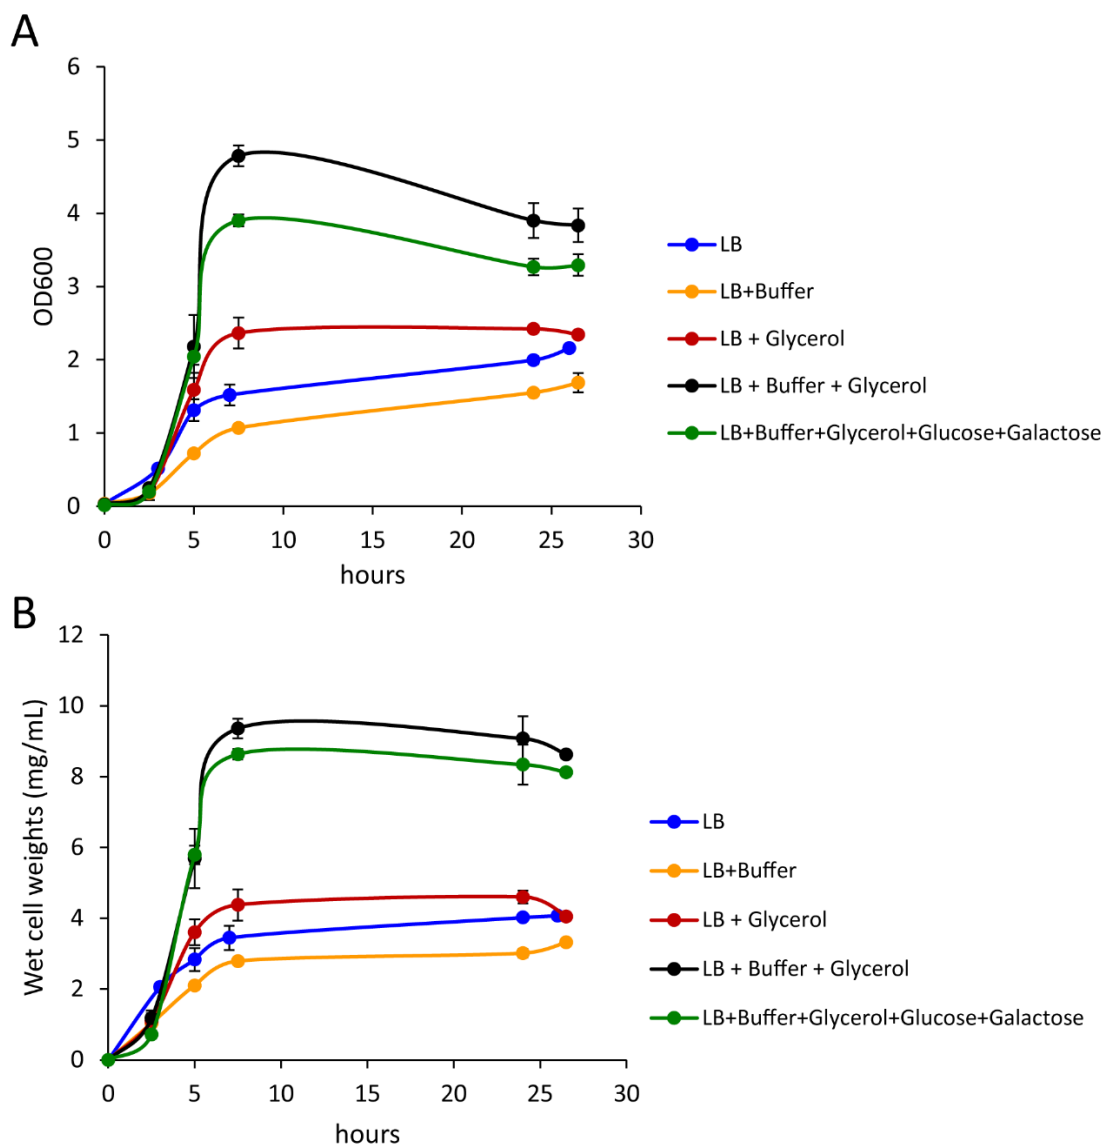 A
6
5
4
3
2
1
0
OD600
0 5 10 15 20 25 30
hours
LB
LB+Buffer
LB + Glycerol
LB + Buffer + Glycerol
LB+Buffer+Glycerol+Glucose+Galactose
B
12
10
8
6
4
2
0
Wet cell weights (mg/mL)
0 5 10 15 20 25 30
hours
LB
LB+Buffer
LB + Glycerol
LB + Buffer + Glycerol
LB+Buffer+Glycerol+Glucose+Galactose